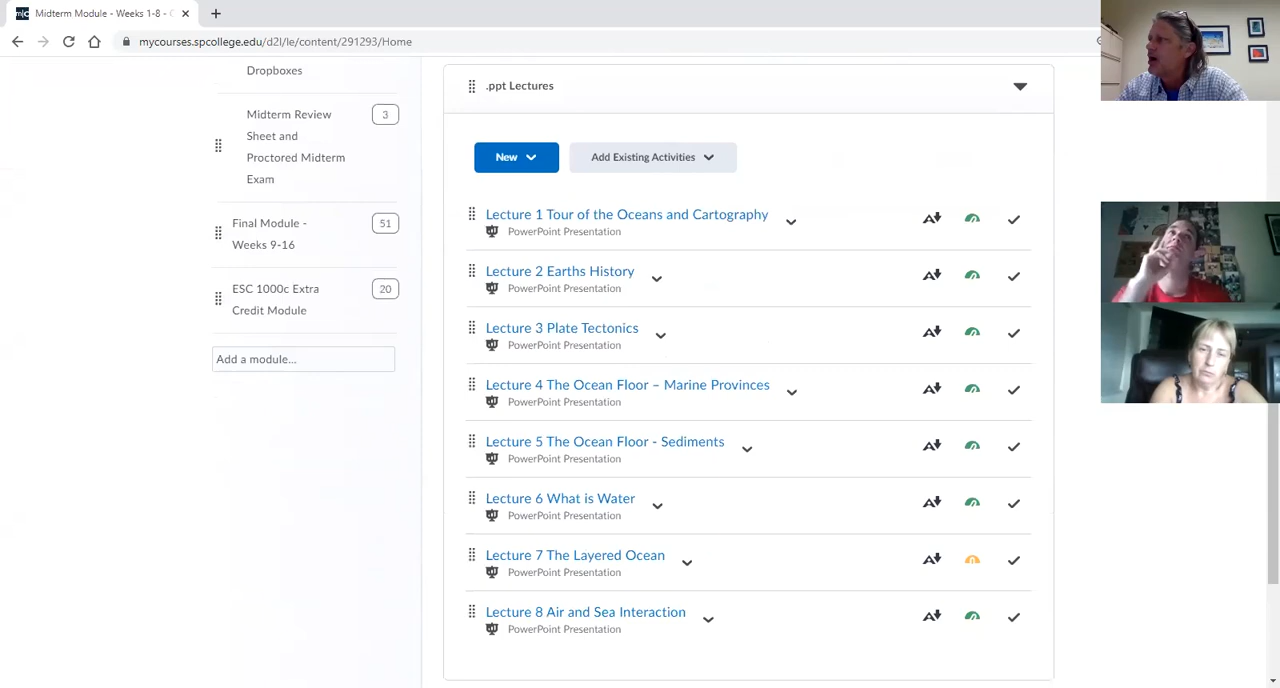 Midterm Module - Weeks 1-8 - 
mycourses.spcollege.edu/d2l/le/content/291293/Home
Dropboxes
Midterm Review
3
Sheet and
Proctored Midterm
Exam
Final Module -
51
Weeks 9-16
ESC 1000c Extra
20
Credit Module
Add a module...
.ppt Lectures
New
Add Existing Activities
Lecture 1 Tour of the Oceans and Cartography
PowerPoint Presentation
Lecture 2 Earths History
PowerPoint Presentation
Lecture 3 Plate Tectonics
PowerPoint Presentation
Lecture 4 The Ocean Floor – Marine Provinces
PowerPoint Presentation
Lecture 5 The Ocean Floor - Sediments
PowerPoint Presentation
Lecture 6 What is Water
PowerPoint Presentation
Lecture 7 The Layered Ocean
PowerPoint Presentation
Lecture 8 Air and Sea Interaction
PowerPoint Presentation